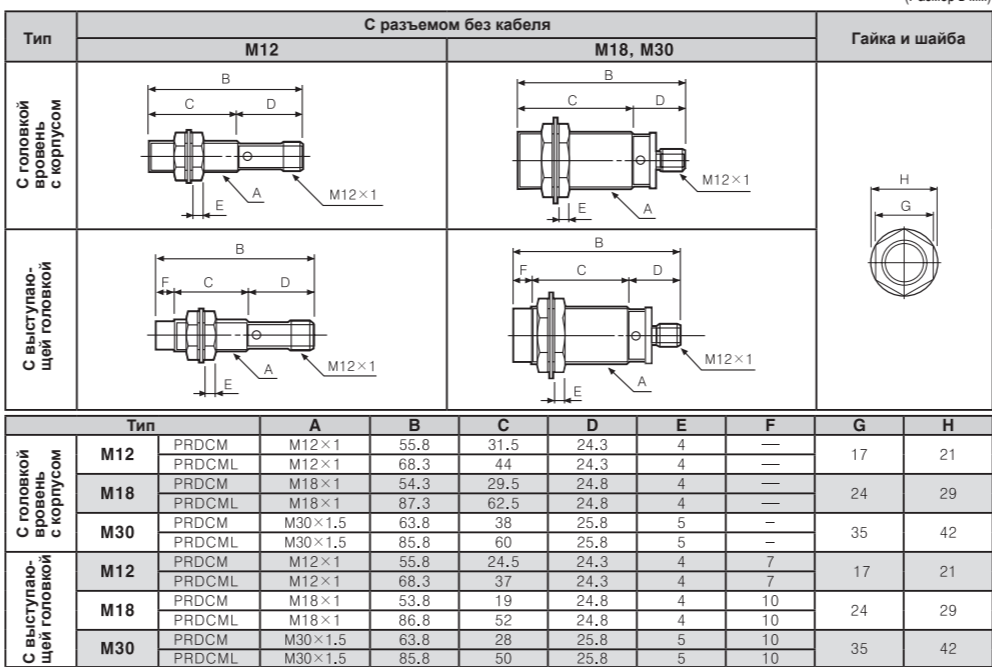 Тип
С разъемом без кабеля
Гайка и шайба
M12
M18, M30
С головкой
вровень
с корпусом
B
C D
A
E
M12×1
B
C D
M12×1
E
A
H
G
С выступаю-
щей головкой
B
F C D
A
E
M12×1
B
F C D
M12×1
A
E
Тип A B C D E F G H
С головкой
вровень
с корпусом
M12 PRDCM M12×1 55.8 31.5 24.3 4 — 17 21
PRDCML M12×1 68.3 44 24.3 4 —
M18 PRDCM M18×1 54.3 29.5 24.8 4 — 24 29
PRDCML M18×1 87.3 62.5 24.8 4 —
M30 PRDCM M30×1.5 63.8 38 25.8 5 – 35 42
PRDCML M30×1.5 85.8 60 25.8 5 –
С выступаю-
щей головкой
M12 PRDCM M12×1 55.8 24.5 24.3 4 7 17 21
PRDCML M12×1 68.3 37 24.3 4 7
M18 PRDCM M18×1 53.8 19 24.8 4 10 24 29
PRDCML M18×1 86.8 52 24.8 4 10
M30 PRDCM M30×1.5 63.8 28 25.8 5 10 35 42
PRDCML M30×1.5 85.8 50 25.8 5 10